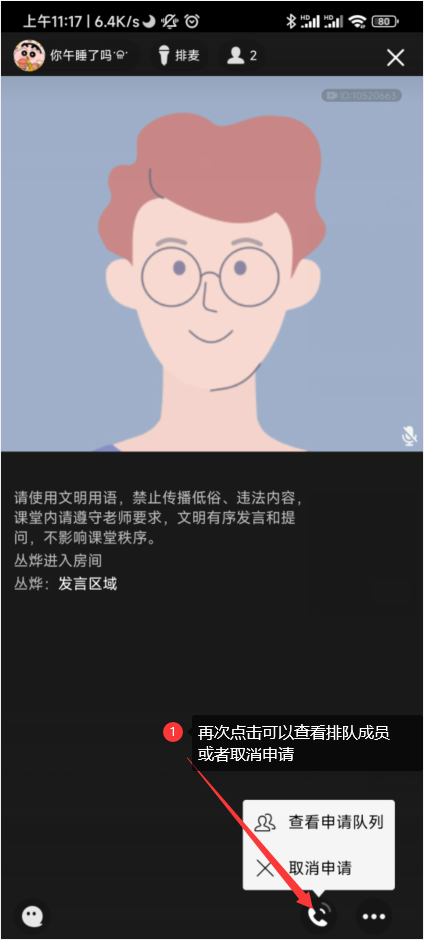 上午11:17 | 6.4K/s
HD
HD
80
你午睡了吗
排麦
2
ID:10520663
请使用文明用语，禁止传播低俗、违法内容，
课堂内请遵守老师要求，文明有序发言和提
问，不影响课堂秩序。
丛烨进入房间
丛烨：发言区域
1
再次点击可以查看排队成员
或者取消申请
查看申请队列
取消申请